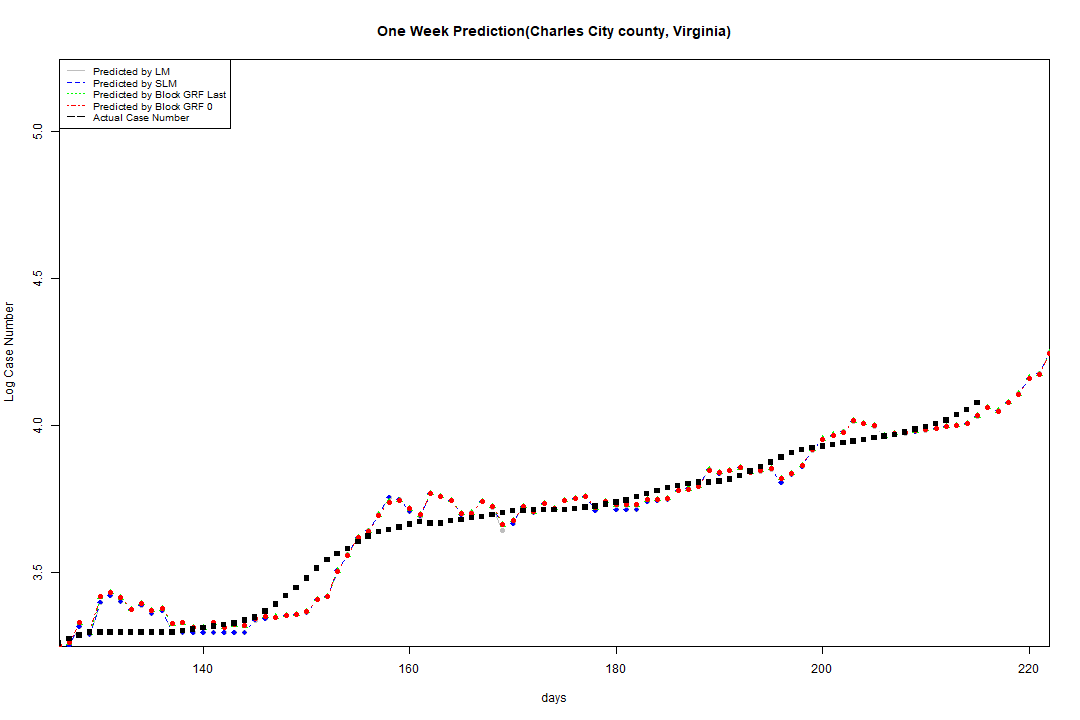 One Week Prediction(Charles City county, Virginia)
Predicted by LM
Predicted by SLM
Predicted by Block GRF Last
Predicted by Block GRF 0
Actual Case Number
5.0
4.5
4.0
3.5
Log Case Number
140 160 180 200 220
days